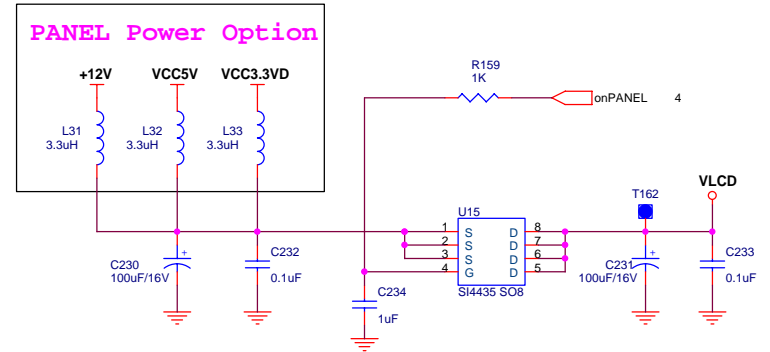 PANEL Power Option
+12V VCC5V VCC3.3VD
R159
1K
onPANEL 4
L31 L32 L33
3.3uH 3.3uH 3.3uH
T162
VLCD
U15
1 S D 8
2 S D 7
3 S D 6
4 G D 5
SI4435 SO8
C230
100uF/16V
+
C232
0.1uF
C234
1uF
C231
100uF/16V
+
C233
0.1uF